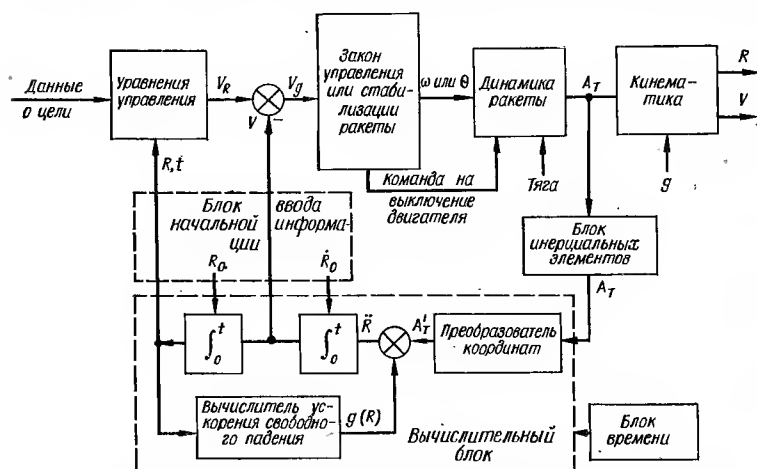 Данные
о цели
Уравнения
управления
V_R
V
−
V_g
Закон
управления
или стаби-
лизации
ракеты
ω или Θ
Динамика
ракеты
A_T
Кинема-
тика
R
V
R, t
Команда на
выключение
двигателя
Тяга
g
Блок ввода
начальной информа-
ции
Блок
инерциальных
элементов
R_0
Ṙ_0
A_T
∫_0^t
∫_0^t
R̈
A'_T
Преобразователь
координат
Вычислитель ус-
корения свободно-
го падения
g(R)
Вычислительный
блок
Блок
времени